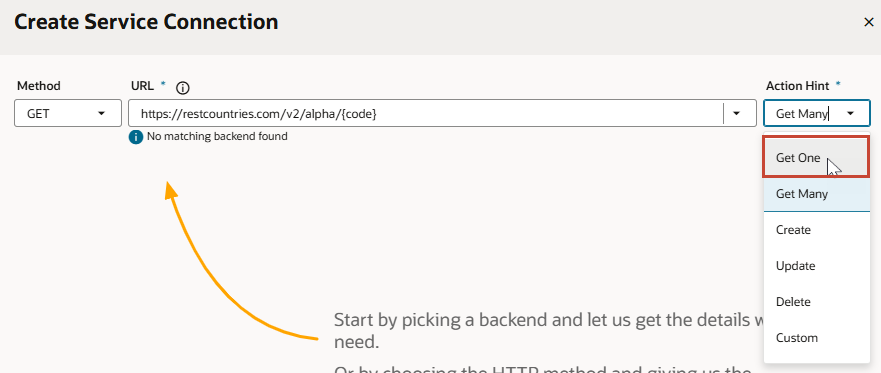 Create Service Connection
×
Method
URL *
Action Hint *
GET
https://restcountries.com/v2/alpha/{code}
Get Many
No matching backend found
Get One
Get Many
Create
Update
Delete
Custom
Start by picking a backend and let us get the details
need.
Or by choosing the HTTP method and giving us the